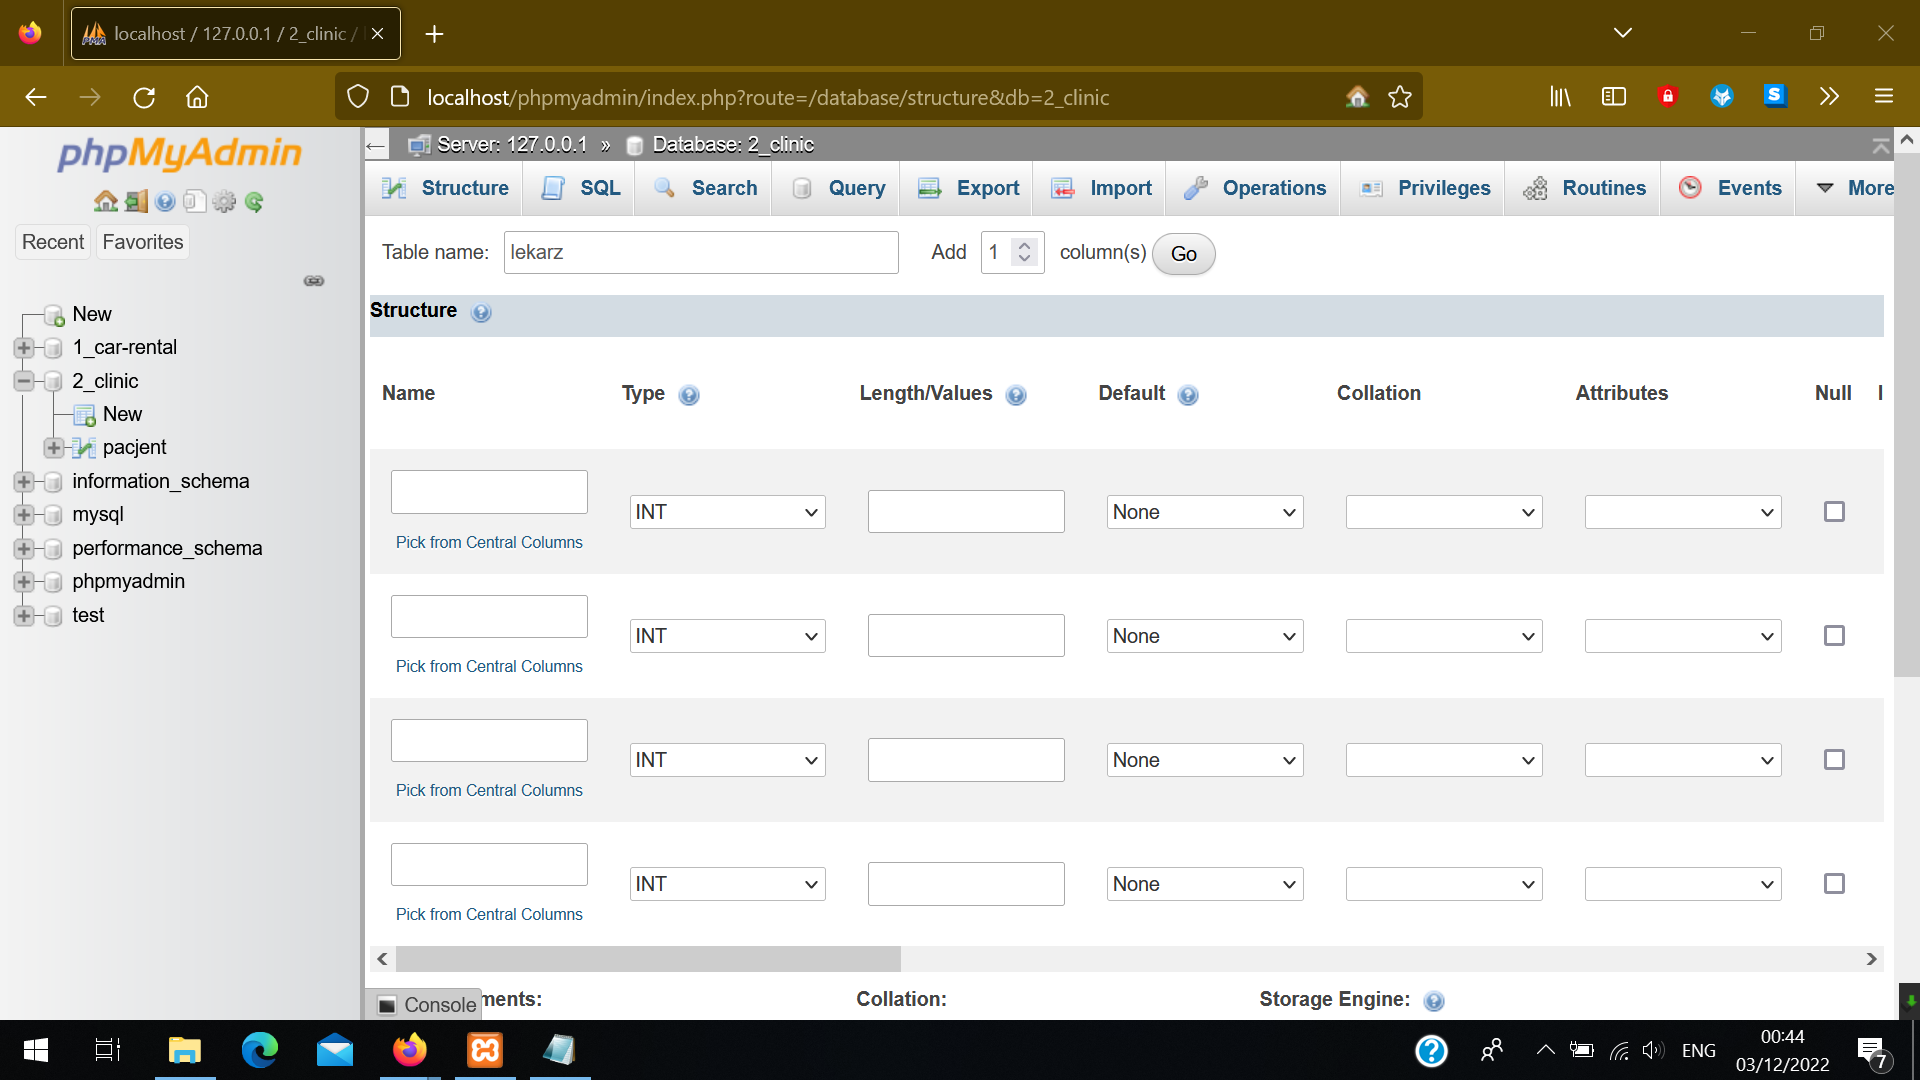 localhost / 127.0.0.1 / 2_clinic /
localhost/phpmyadmin/index.php?route=/database/structure&db=2_clinic
phpMyAdmin
Recent
Favorites
New
1_car-rental
2_clinic
New
pacjent
information_schema
mysql
performance_schema
phpmyadmin
test
Server: 127.0.0.1 » Database: 2_clinic
Structure SQL Search Query Export Import Operations Privileges Routines Events More
Table name: lekarz Add 1 column(s) Go
Structure
Name Type Length/Values Default Collation Attributes Null
INT None
Pick from Central Columns
INT None
Pick from Central Columns
INT None
Pick from Central Columns
INT None
Pick from Central Columns
Console
ments: Collation: Storage Engine:
ENG
00:44
03/12/2022
7